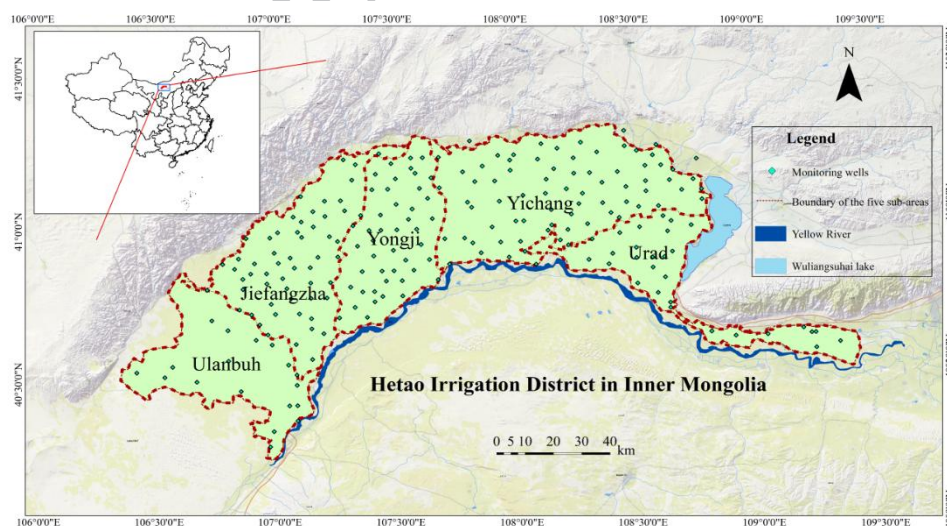 106°0'0"E 106°30'0"E 107°0'0"E 107°30'0"E 108°0'0"E 108°30'0"E 109°0'0"E 109°30'0"E
41°30'0"N
41°0'0"N
40°30'0"N
N
Legend
Monitoring wells
Boundary of the five sub-areas
Yellow River
Wuliangsuhai lake
Yichang
Yongji
Urad
Jiefangzha
Ulanbuh
Hetao Irrigation District in Inner Mongolia
0 5 10 20 30 40
km
106°0'0"E 106°30'0"E 107°0'0"E 107°30'0"E 108°0'0"E 108°30'0"E 109°0'0"E 109°30'0"E